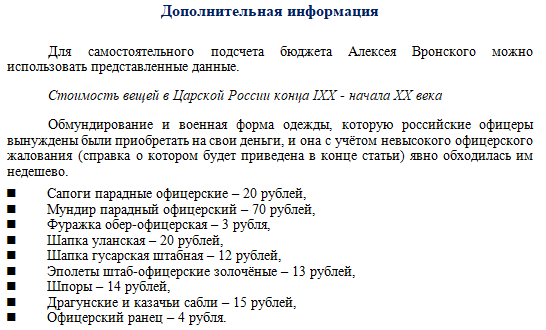 Дополнительная информация
Для самостоятельного подсчета бюджета Алексея Вронского можно
использовать представленные данные.
Стоимость вещей в Царской России конца IXX - начала XX века
Обмундирование и военная форма одежды, которую российские офицеры
вынуждены были приобретать на свои деньги, и она с учётом невысокого офицерского
жалования (справка о котором будет приведена в конце статьи) явно обходилась им
недешево.
■ Сапоги парадные офицерские – 20 рублей,
■ Мундир парадный офицерский – 70 рублей,
■ Фуражка обер-офицерская – 3 рубля,
■ Шапка уланская – 20 рублей,
■ Шапка гусарская штабная – 12 рублей,
■ Эполеты штаб-офицерские золочёные – 13 рублей,
■ Шпоры – 14 рублей,
■ Драгунские и казачьи сабли – 15 рублей,
■ Офицерский ранец – 4 рубля.